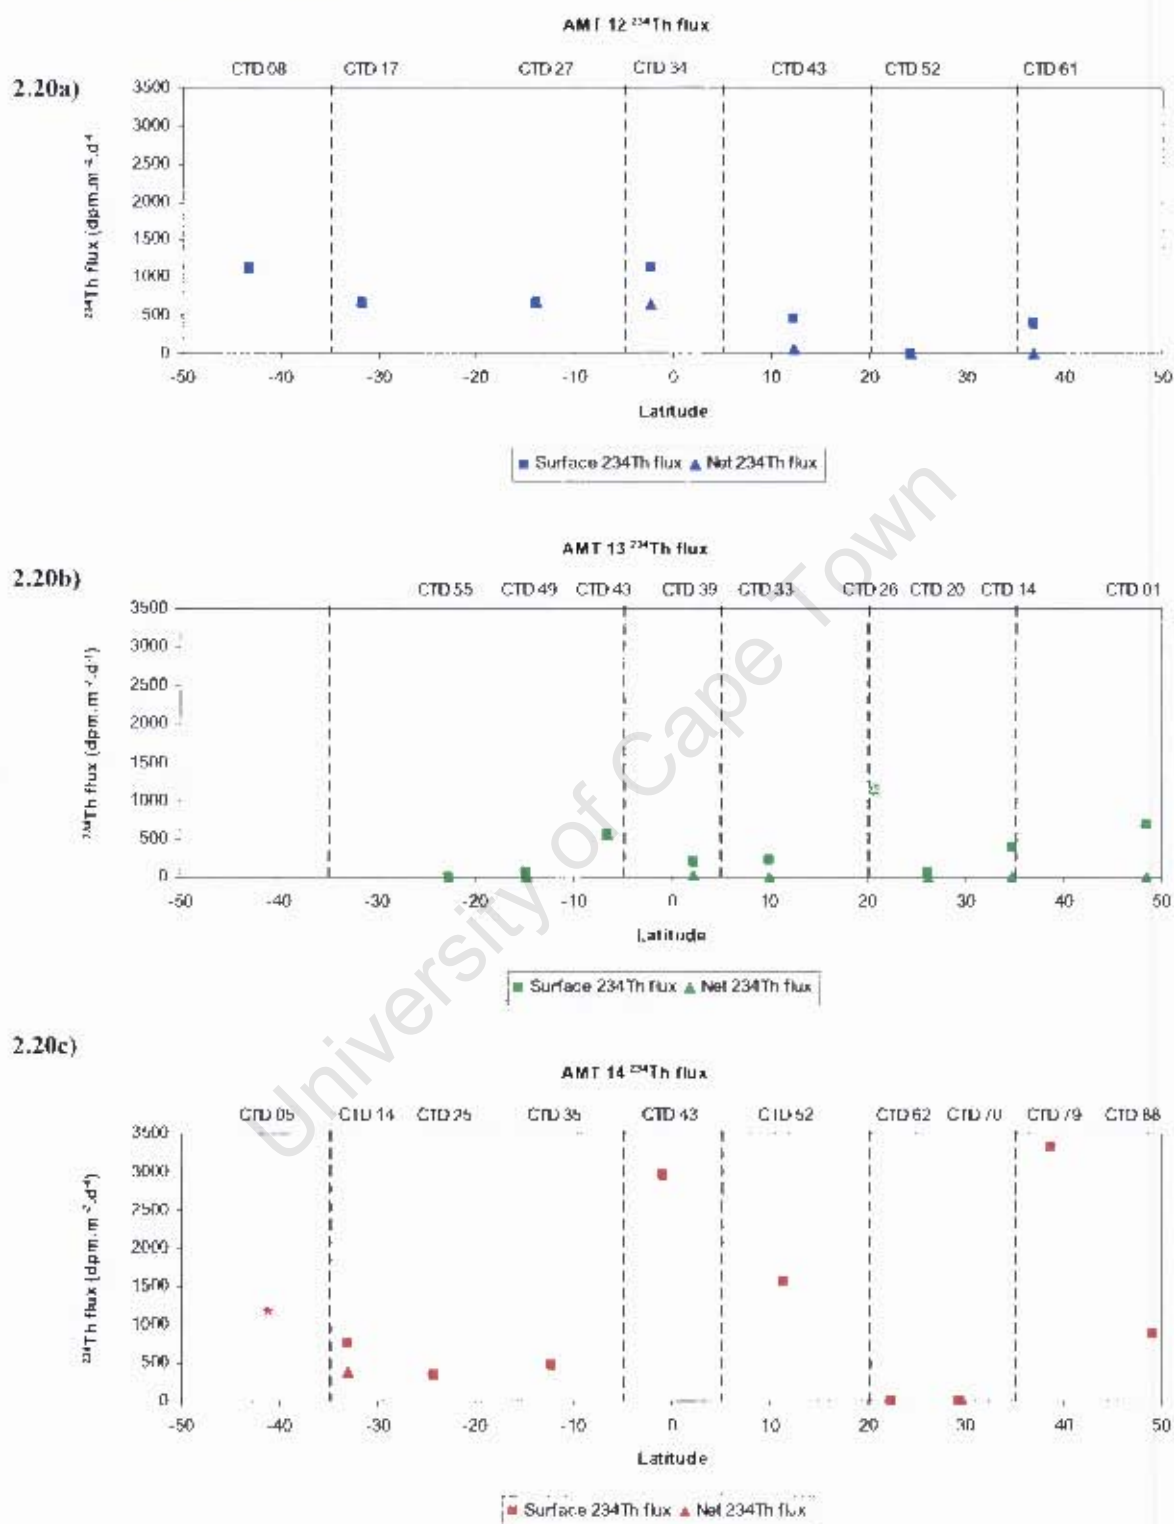 AMT 12 ²³⁴Th flux
2.20a)
CTD 08 CTD 17 CTD 27 CTD 34 CTD 43 CTD 52 CTD 61
3500
3000
2500
2000
1500
1000
500
0
²³⁴Th flux (dpm.m⁻².d⁻¹)
-50 -40 -30 -20 -10 0 10 20 30 40 50
Latitude
Surface 234Th flux Net 234Th flux
AMT 13 ²³⁴Th flux
2.20b)
CTD 55 CTD 49 CTD 43 CTD 39 CTD 33 CTD 26 CTD 20 CTD 14 CTD 01
3500
3000
2500
2000
1500
1000
500
0
²³⁴Th flux (dpm.m⁻².d⁻¹)
-50 -40 -30 -20 -10 0 10 20 30 40 50
Latitude
Surface 234Th flux Net 234Th flux
2.20c)
AMT 14 ²³⁴Th flux
CTD 05 CTD 14 CTD 25 CTD 35 CTD 43 CTD 52 CTD 62 CTD 70 CTD 79 CTD 88
3500
3000
2500
2000
1500
1000
500
0
²³⁴Th flux (dpm.m⁻².d⁻¹)
-50 -40 -30 -20 -10 0 10 20 30 40 50
Latitude
Surface 234Th flux Net 234Th flux
University of Cape Town